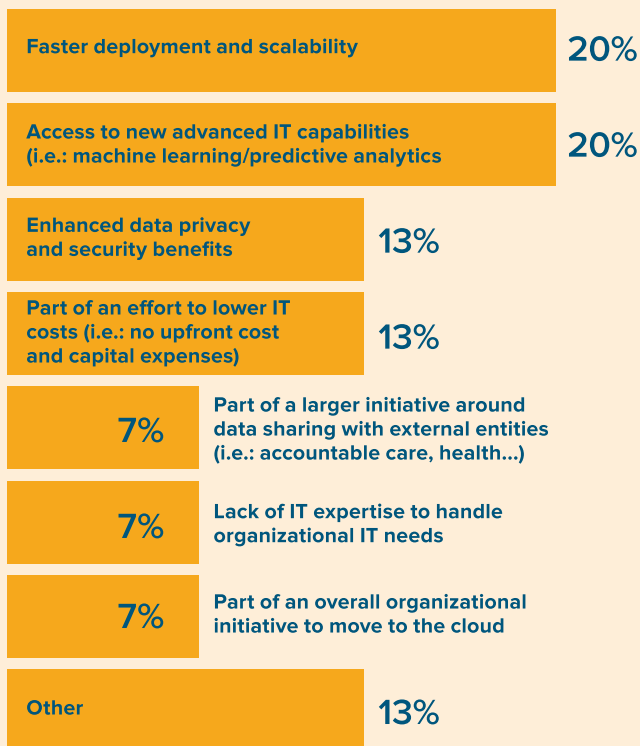 Faster deployment and scalability
20%
Access to new advanced IT capabilities
(i.e.: machine learning/predictive analytics
20%
Enhanced data privacy
and security benefits
13%
Part of an effort to lower IT
costs (i.e.: no upfront cost
and capital expenses)
13%
7%
Part of a larger initiative around
data sharing with external entities
(i.e.: accountable care, health...)
7%
Lack of IT expertise to handle
organizational IT needs
7%
Part of an overall organizational
initiative to move to the cloud
Other
13%